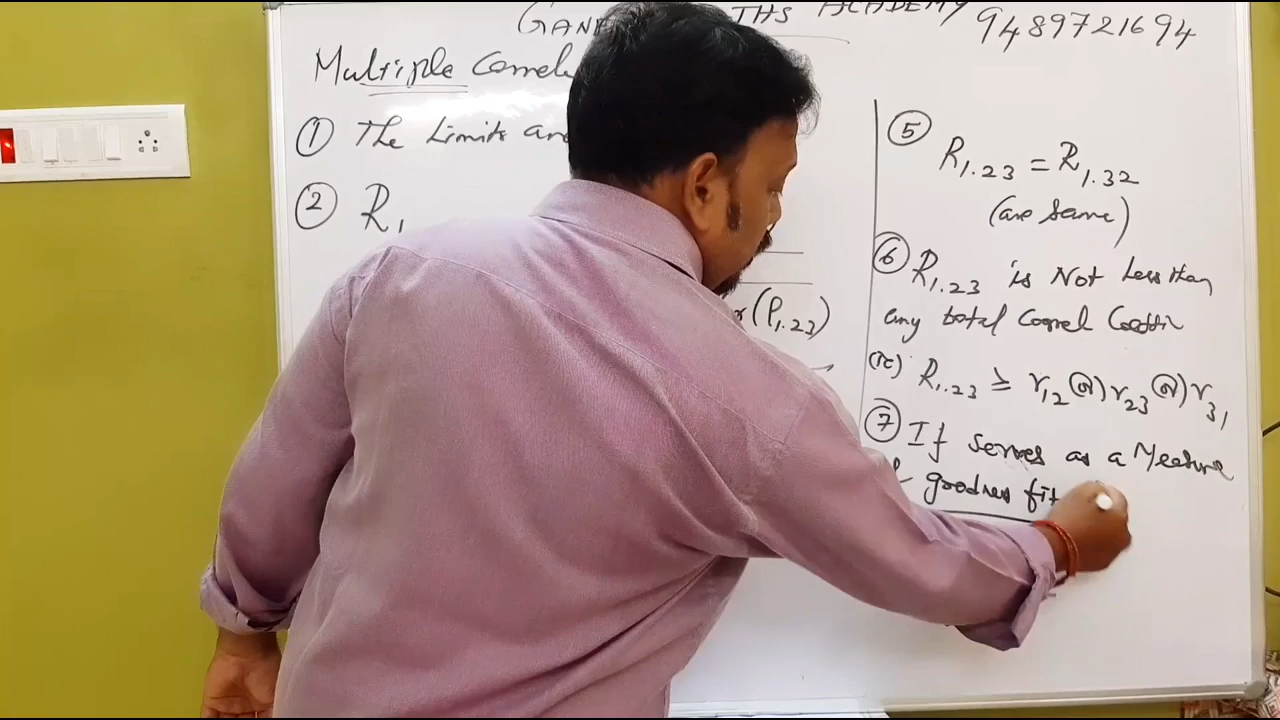 GANE THS ACADEMY 9489721694
Multiple Correl
① The Limits are
② R₁
(P₁.₂₃)
⑤ R₁.₂₃ = R₁.₃₂
(are same)
⑥ R₁.₂₃ is Not Less than
any total Correl Coeffi
(ie) R₁.₂₃ ≥ r₁₂ (or) r₂₃ (or) r₃₁
⑦ If serves as a Measure
goodness fit